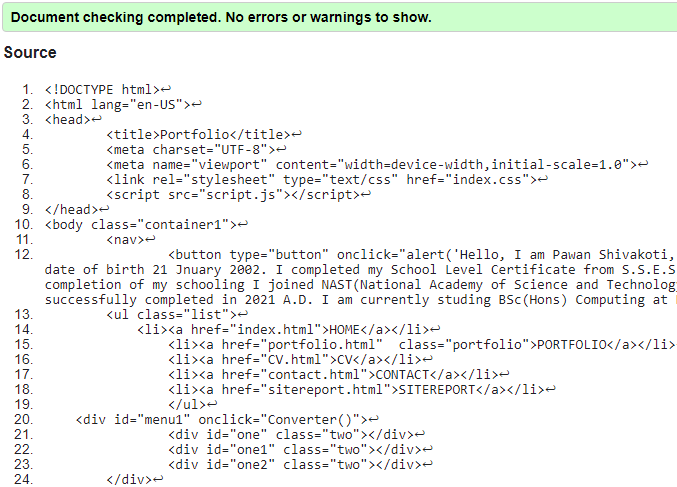 Document checking completed. No errors or warnings to show.
Source
1. <!DOCTYPE html>↩
2. <html lang="en-US">↩
3. <head>↩
4. <title>Portfolio</title>↩
5. <meta charset="UTF-8">↩
6. <meta name="viewport" content="width=device-width,initial-scale=1.0">↩
7. <link rel="stylesheet" type="text/css" href="index.css">↩
8. <script src="script.js"></script>↩
9. </head>↩
10. <body class="container1">↩
11. <nav>↩
12. <button type="button" onclick="alert('Hello, I am Pawan Shivakoti,
date of birth 21 Jnuary 2002. I completed my School Level Certificate from S.S.E.S
completion of my schooling I joined NAST(National Academy of Science and Technolog
successfully completed in 2021 A.D. I am currently studing BSc(Hons) Computing at
13. <ul class="list">↩
14. <li><a href="index.html">HOME</a></li>↩
15. <li><a href="portfolio.html"  class="portfolio">PORTFOLIO</a></li>
16. <li><a href="CV.html">CV</a></li>↩
17. <li><a href="contact.html">CONTACT</a></li>↩
18. <li><a href="sitereport.html">SITEREPORT</a></li>↩
19. </ul>↩
20. <div id="menu1" onclick="Converter()">↩
21. <div id="one" class="two"></div>↩
22. <div id="one1" class="two"></div>↩
23. <div id="one2" class="two"></div>↩
24. </div>↩